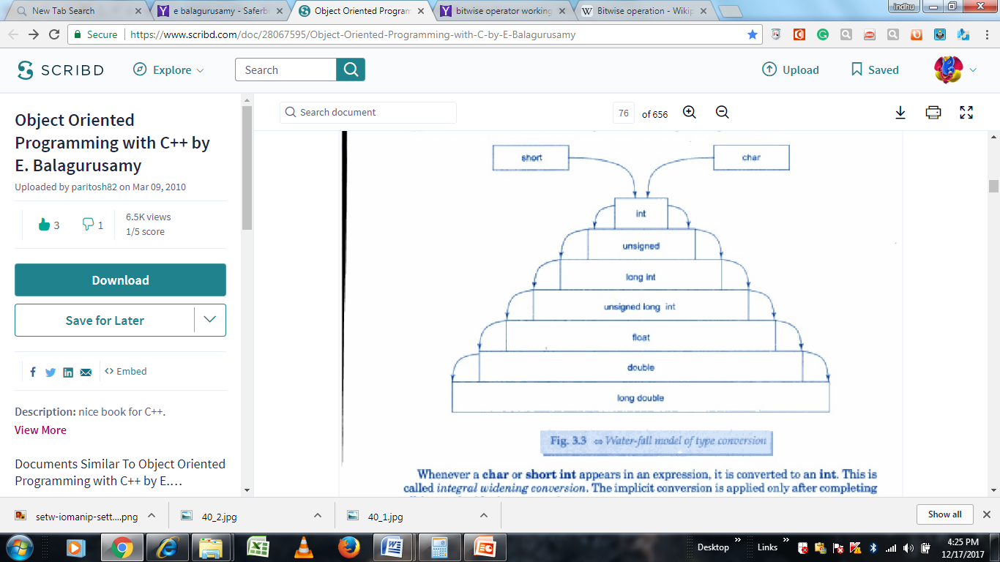 New Tab Search
e balagurusamy - Saferbr
Object Oriented Program
bitwise operator working
Bitwise operation - Wikip
indhu
Secure
https://www.scribd.com/doc/28067595/Object-Oriented-Programming-with-C-by-E-Balagurusamy
SCRIBD
Explore
Search
Upload
Saved
Object Oriented
Programming with C++ by
E. Balagurusamy
Uploaded by paritosh82 on Mar 09, 2010
3
1
6.5K views
1/5 score
Download
Save for Later
<> Embed
Description: nice book for C++.
View More
Documents Similar To Object Oriented
Programming with C++ by E.…
Search document
76 of 656
short
char
int
unsigned
long int
unsigned long int
float
double
long double
Fig. 3.3 ⇔ Water-fall model of type conversion
Whenever a char or short int appears in an expression, it is converted to an int. This is
called integral widening conversion. The implicit conversion is applied only after completing
setw-iomanip-sett....png
40_2.jpg
40_1.jpg
Show all
Desktop
Links
4:25 PM
12/17/2017